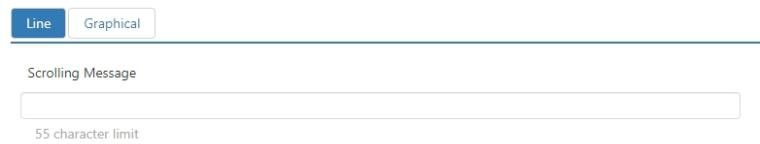 Line Graphical
Scrolling Message
55 character limit